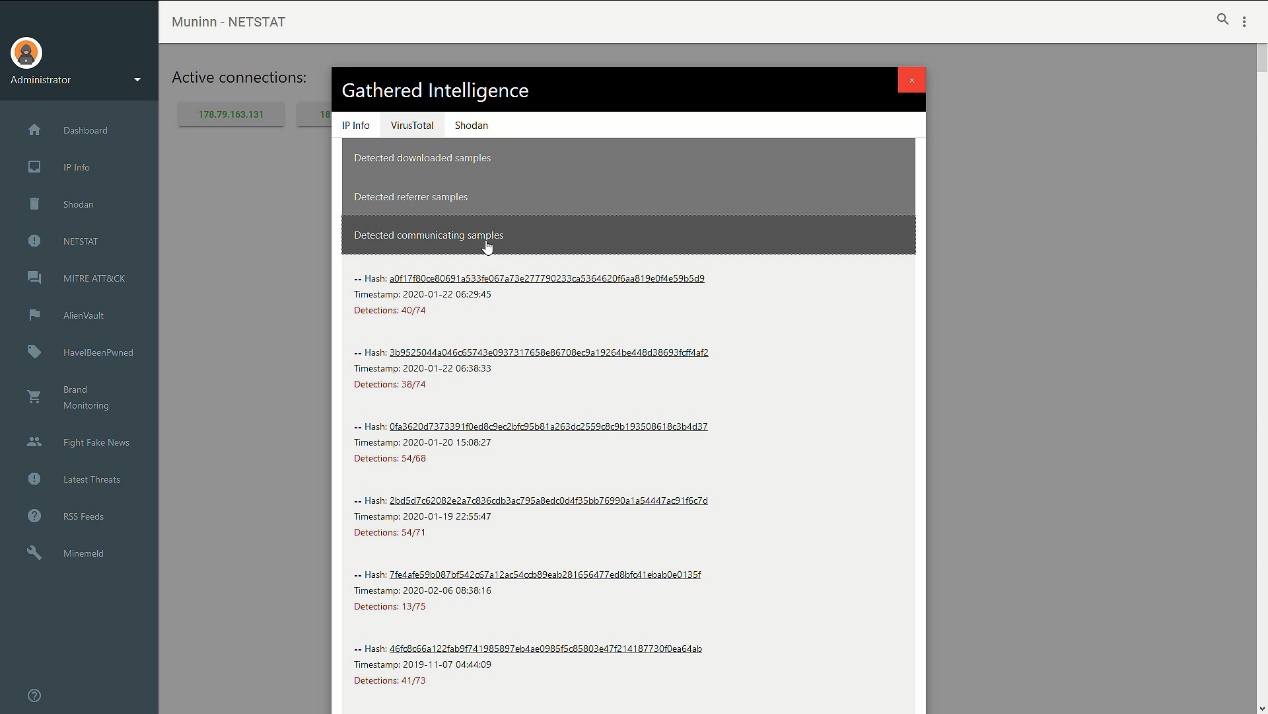 Muninn - NETSTAT
Administrator
Dashboard
IP Info
Shodan
NETSTAT
MITRE ATT&CK
AlienVault
HaveIBeenPwned
Brand
Monitoring
Fight Fake News
Latest Threats
RSS Feeds
Minemeld
Active connections:
178.79.163.131
18
Gathered Intelligence
x
IP Info
VirusTotal
Shodan
Detected downloaded samples
Detected referrer samples
Detected communicating samples
-- Hash: a0f17f80ce80691a533fe067a73e277790233ca5364620f6aa819e0f4e59b5d9
Timestamp: 2020-01-22 06:29:45
Detections: 40/74
-- Hash: 3b9525044a046c65743e0937317658e86708ec9a19264be448d38693fcff4af2
Timestamp: 2020-01-22 06:38:33
Detections: 38/74
-- Hash: 0fa3620d7373391f0ed8c9ec2bfc95b81a263dc2559c8c9b193508618c3b4d37
Timestamp: 2020-01-20 15:08:27
Detections: 54/68
-- Hash: 2bd5d7c62082e2a7c836cdb3ac795a8edc0d4f35bb76990a1a54447ac91f6c7d
Timestamp: 2020-01-19 22:55:47
Detections: 54/71
-- Hash: 7fe4afe59b087bf542c67a12ac54ccb89eab281656477ed8bfc41ebab0e0135f
Timestamp: 2020-02-06 08:38:16
Detections: 13/75
-- Hash: 46fc8c66a122fab9f741985897eb4ae0985f5c85803e47f214187730f0ea64ab
Timestamp: 2019-11-07 04:44:09
Detections: 41/73